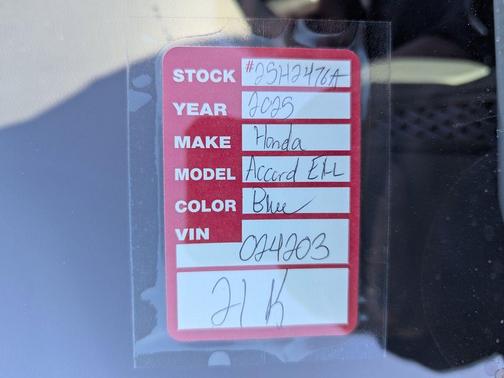 STOCK #25H2476A
YEAR 2025
MAKE Honda
MODEL Accord EXL
COLOR Blue
VIN 024203
21 K